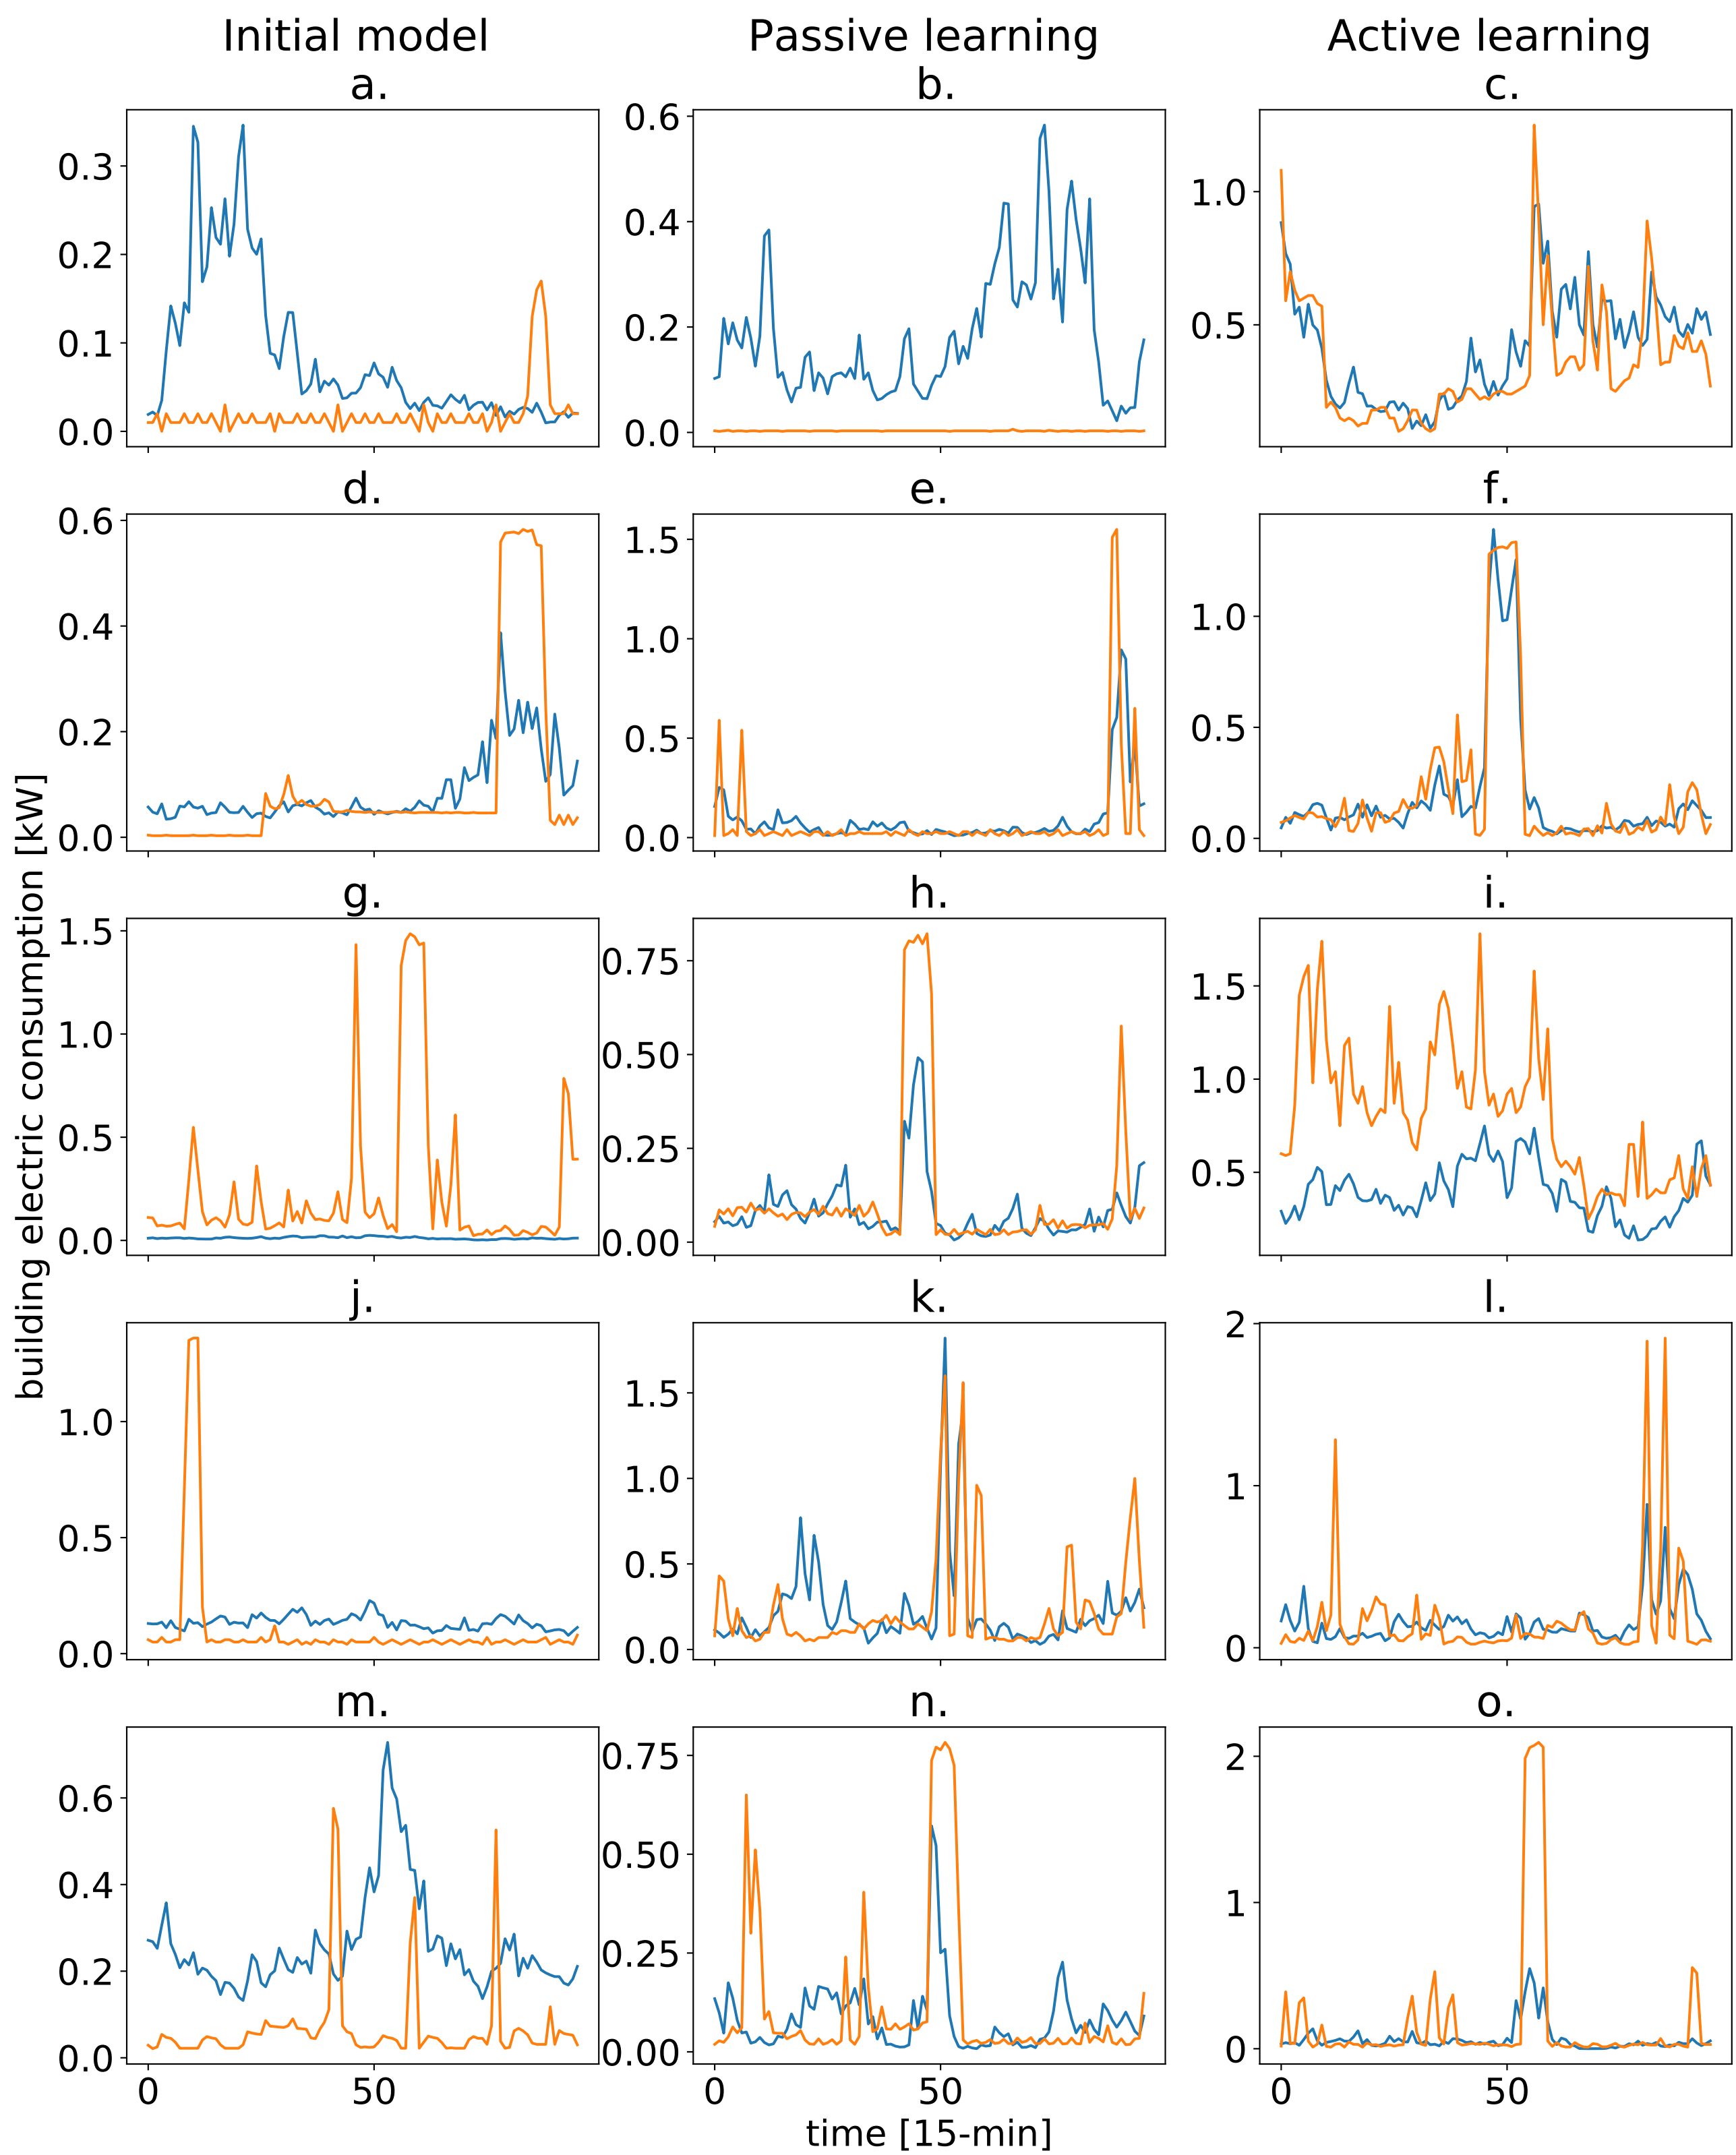 Initial model
Passive learning
Active learning
a.
b.
c.
0.3
0.2
0.1
0.0
0.6
0.4
0.2
0.0
1.0
0.5
d.
e.
f.
0.6
0.4
0.2
0.0
1.5
1.0
0.5
0.0
1.0
0.5
0.0
g.
h.
i.
1.5
1.0
0.5
0.0
0.75
0.50
0.25
0.00
1.5
1.0
0.5
building electric consumption [kW]
j.
k.
l.
1.0
0.5
0.0
1.5
1.0
0.5
0.0
2
1
0
m.
n.
o.
0.6
0.4
0.2
0.0
0.75
0.50
0.25
0.00
2
1
0
0 50
0 50
0 50
time [15-min]